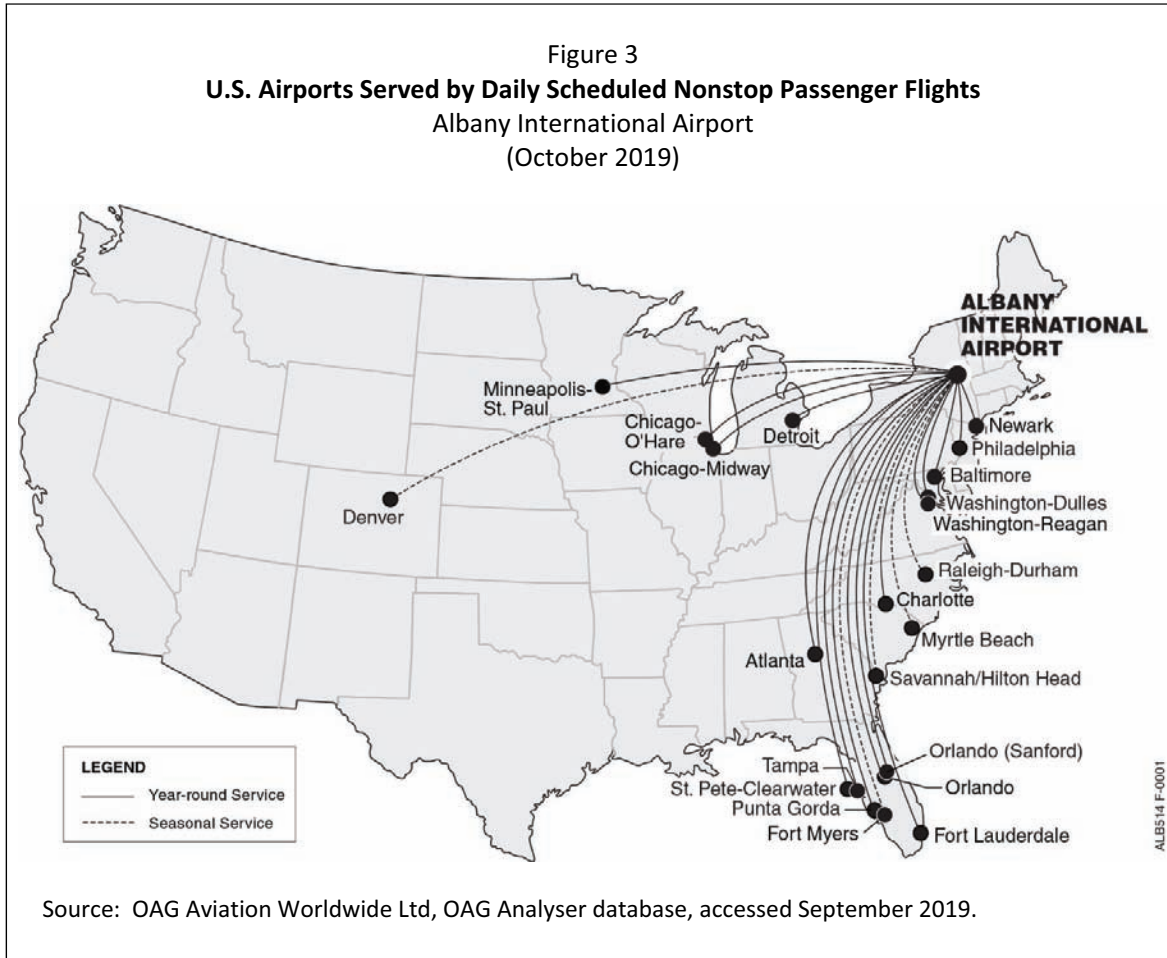 Figure 3
U.S. Airports Served by Daily Scheduled Nonstop Passenger Flights
Albany International Airport
(October 2019)
ALBANY
INTERNATIONAL
AIRPORT
Minneapolis-
St. Paul
Chicago-
O'Hare
Detroit
Chicago-Midway
Newark
Philadelphia
Baltimore
Denver
Washington-Dulles
Washington-Reagan
Raleigh-Durham
Charlotte
Myrtle Beach
Atlanta
Savannah/Hilton Head
Orlando (Sanford)
Tampa
St. Pete-Clearwater
Orlando
Punta Gorda
Fort Myers
Fort Lauderdale
LEGEND
Year-round Service
Seasonal Service
ALB514 F-0001
Source: OAG Aviation Worldwide Ltd, OAG Analyser database, accessed September 2019.